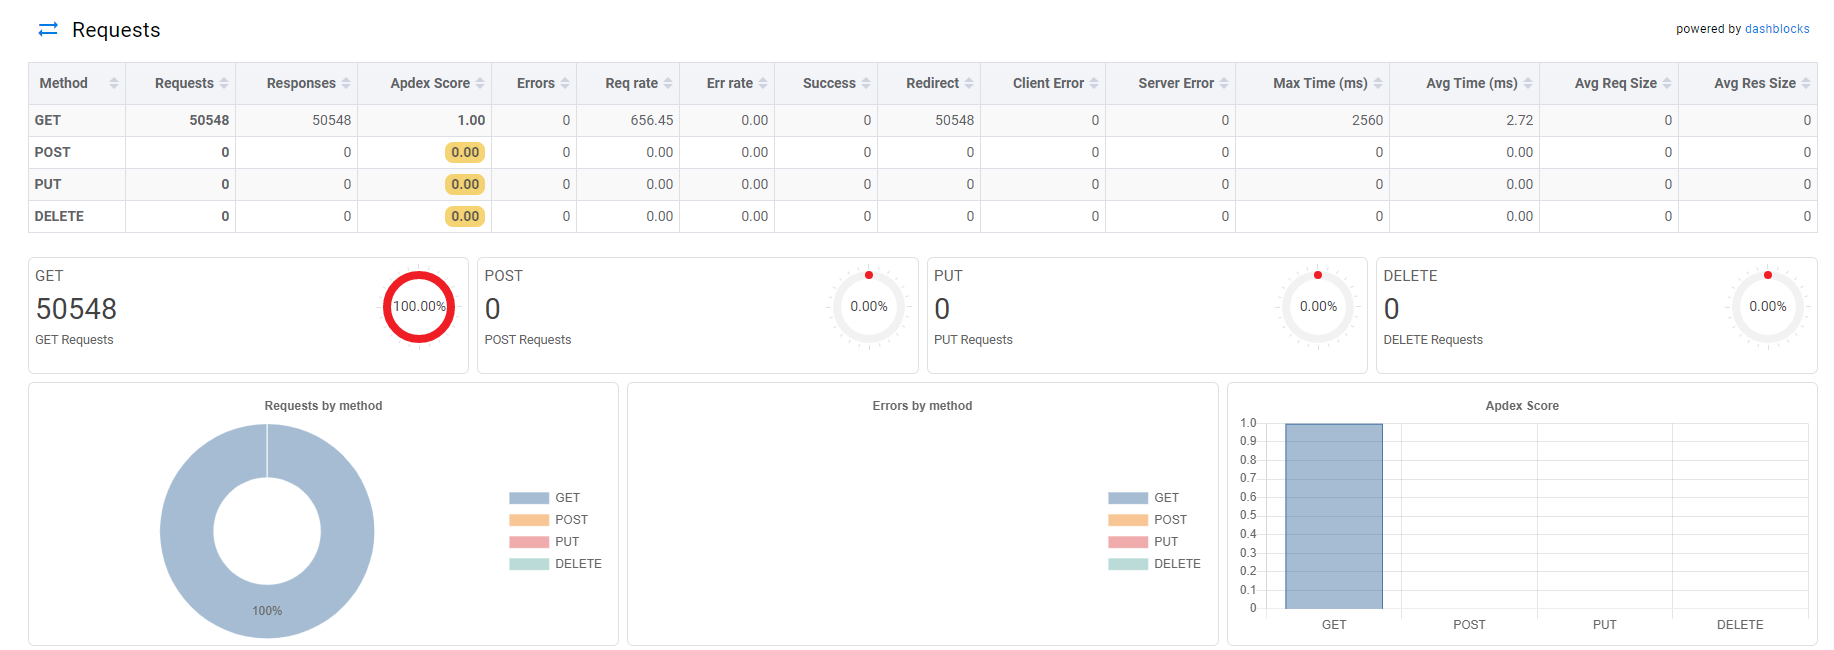 Requests
powered by dashblocks
Method Requests Responses Apdex Score Errors Req rate Err rate Success Redirect Client Error Server Error Max Time (ms) Avg Time (ms) Avg Req Size Avg Res Size
GET 50548 50548 1.00 0 656.45 0.00 0 50548 0 0 2560 2.72 0 0
POST 0 0 0.00 0 0.00 0.00 0 0 0 0 0 0.00 0 0
PUT 0 0 0.00 0 0.00 0.00 0 0 0 0 0 0.00 0 0
DELETE 0 0 0.00 0 0.00 0.00 0 0 0 0 0 0.00 0 0
GET
50548
GET Requests
100.00%
POST
0
POST Requests
0.00%
PUT
0
PUT Requests
0.00%
DELETE
0
DELETE Requests
0.00%
Requests by method
GET
POST
PUT
DELETE
100%
Errors by method
GET
POST
PUT
DELETE
Apdex Score
1.0
0.9
0.8
0.7
0.6
0.5
0.4
0.3
0.2
0.1
0
GET POST PUT DELETE